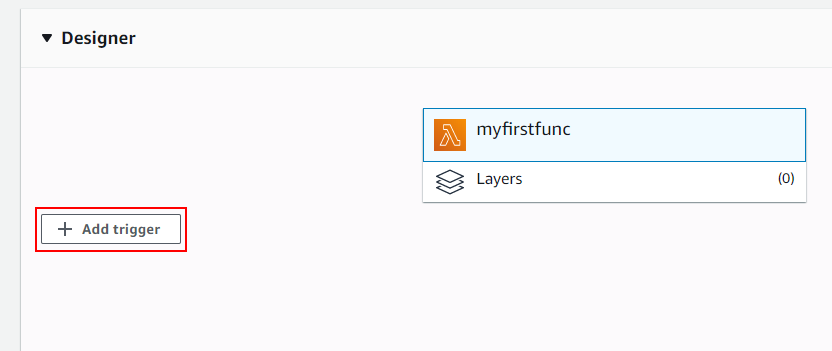 Designer
myfirstfunc
Layers (0)
Add trigger